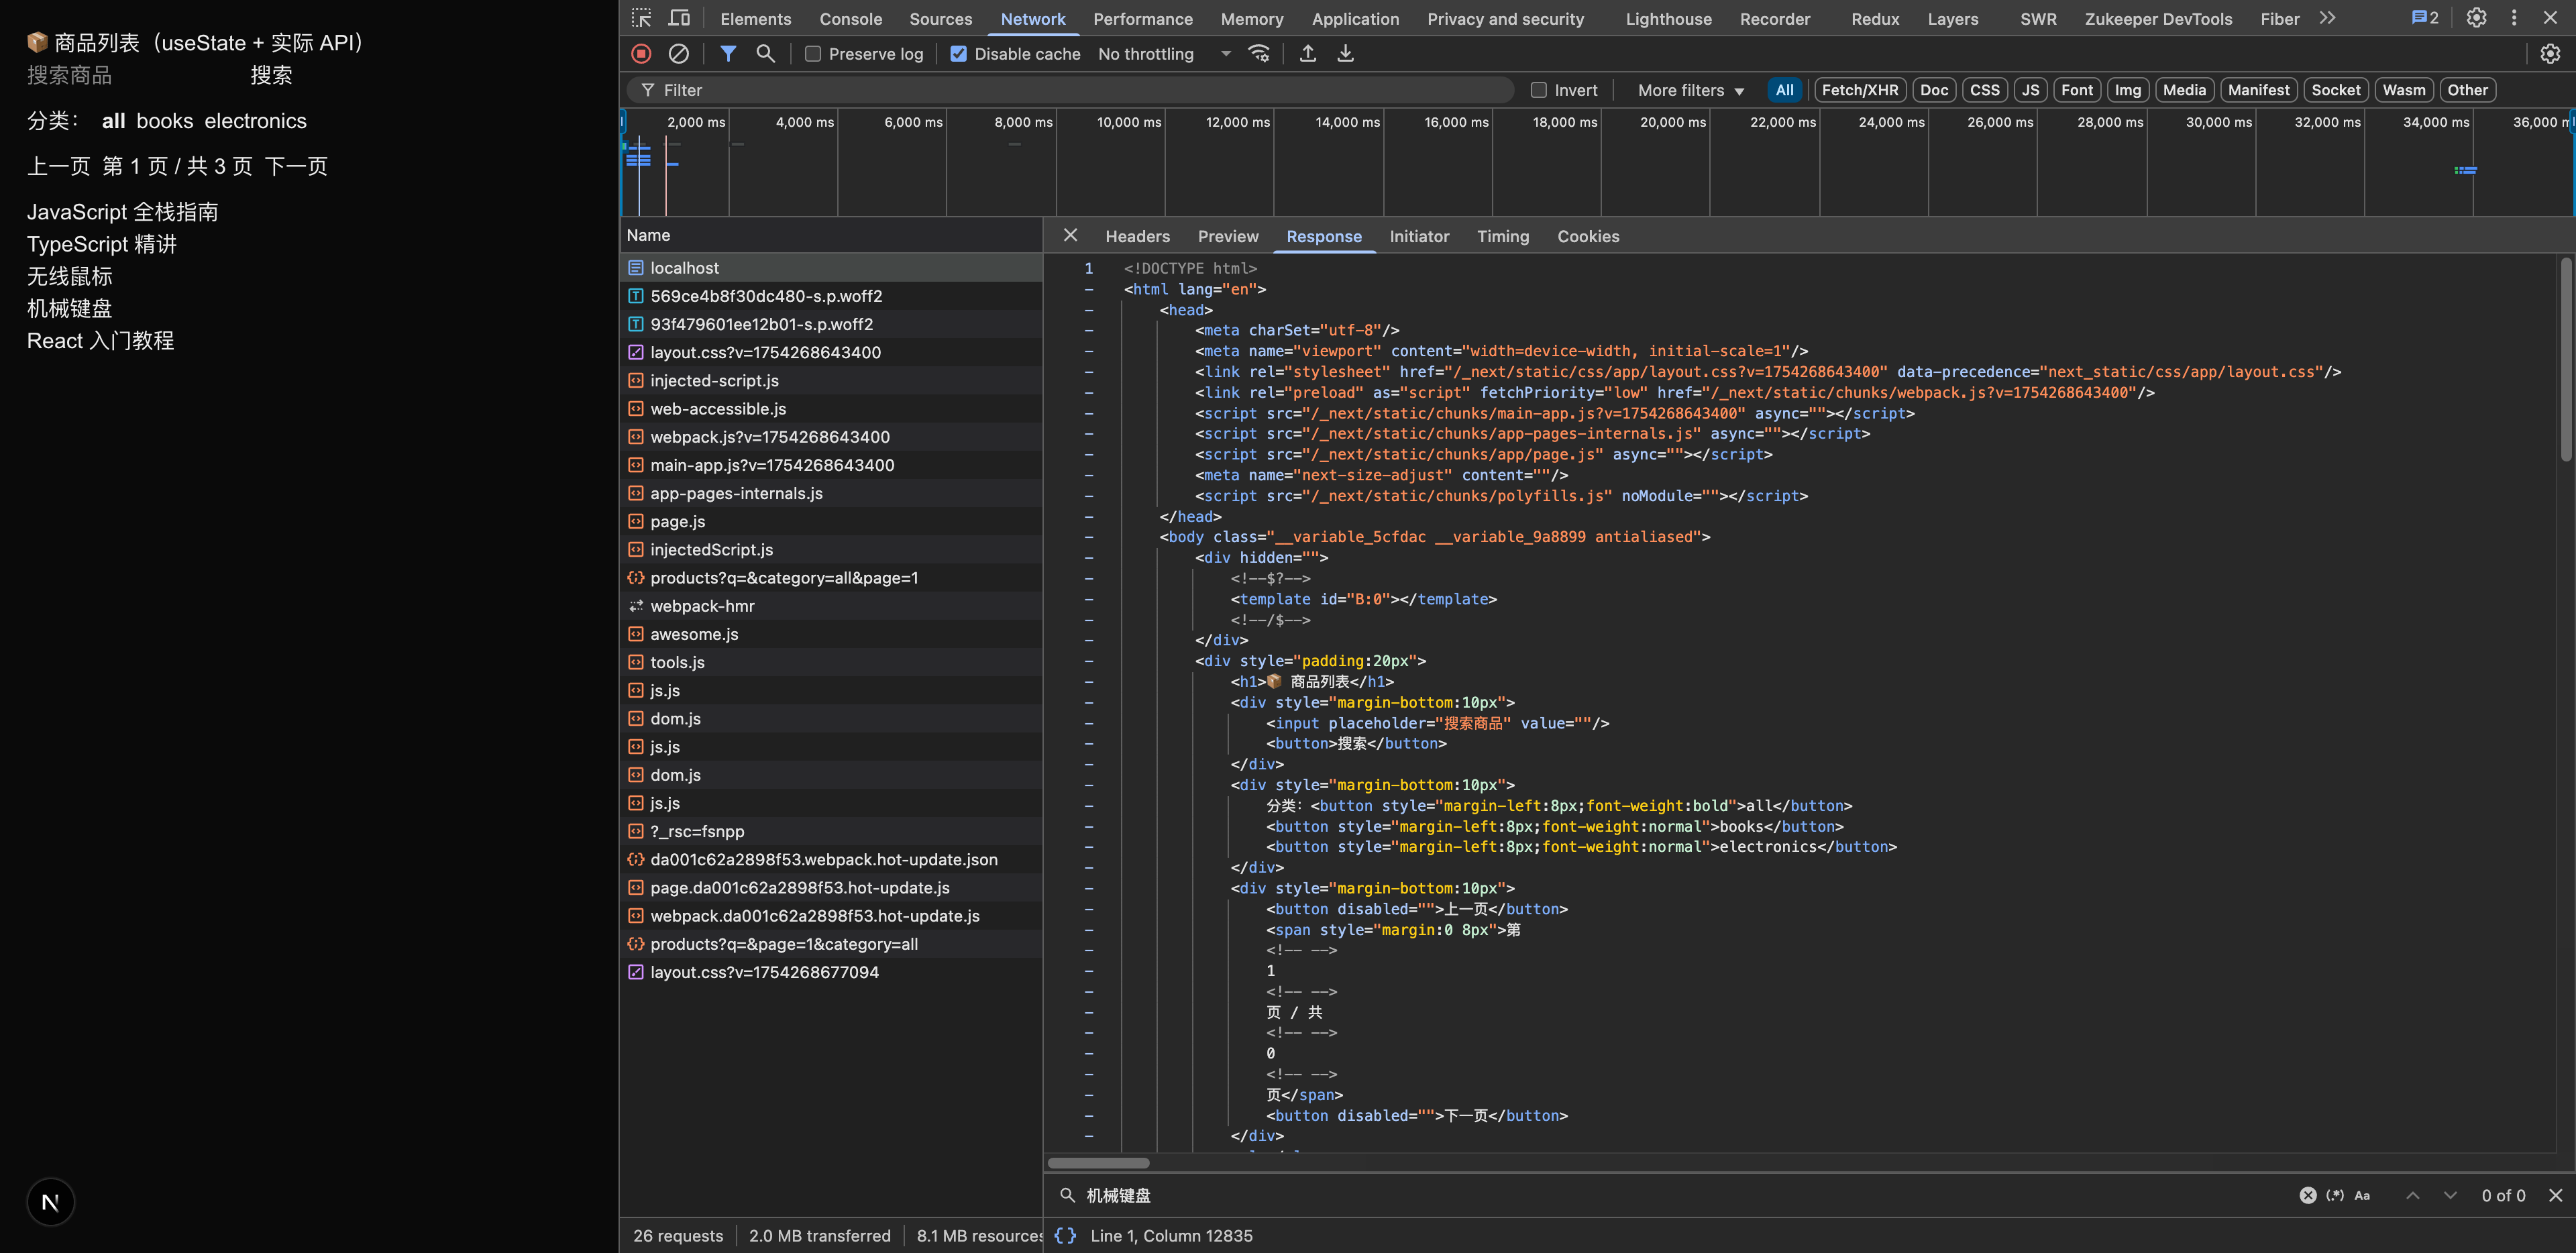 📦 商品列表（useState + 实际 API）
搜索商品 搜索
分类： all books electronics
上一页 第 1 页 / 共 3 页 下一页
JavaScript 全栈指南
TypeScript 精讲
无线鼠标
机械键盘
React 入门教程
N
Elements Console Sources Network Performance Memory Application Privacy and security Lighthouse Recorder Redux Layers SWR Zukeeper DevTools Fiber 2
Preserve log Disable cache No throttling
Filter Invert More filters All Fetch/XHR Doc CSS JS Font Img Media Manifest Socket Wasm Other
2,000 ms 4,000 ms 6,000 ms 8,000 ms 10,000 ms 12,000 ms 14,000 ms 16,000 ms 18,000 ms 20,000 ms 22,000 ms 24,000 ms 26,000 ms 28,000 ms 30,000 ms 32,000 ms 34,000 ms 36,000
Name
localhost
569ce4b8f30dc480-s.p.woff2
93f479601ee12b01-s.p.woff2
layout.css?v=1754268643400
injected-script.js
web-accessible.js
webpack.js?v=1754268643400
main-app.js?v=1754268643400
app-pages-internals.js
page.js
injectedScript.js
products?q=&category=all&page=1
webpack-hmr
awesome.js
tools.js
js.js
dom.js
js.js
dom.js
js.js
?_rsc=fsnpp
da001c62a2898f53.webpack.hot-update.json
page.da001c62a2898f53.hot-update.js
webpack.da001c62a2898f53.hot-update.js
products?q=&page=1&category=all
layout.css?v=1754268677094
26 requests 2.0 MB transferred 8.1 MB resources
Headers Preview Response Initiator Timing Cookies
1 <!DOCTYPE html>
<html lang="en">
<head>
<meta charSet="utf-8"/>
<meta name="viewport" content="width=device-width, initial-scale=1"/>
<link rel="stylesheet" href="/_next/static/css/app/layout.css?v=1754268643400" data-precedence="next_static/css/app/layout.css"/>
<link rel="preload" as="script" fetchPriority="low" href="/_next/static/chunks/webpack.js?v=1754268643400"/>
<script src="/_next/static/chunks/main-app.js?v=1754268643400" async=""></script>
<script src="/_next/static/chunks/app-pages-internals.js" async=""></script>
<script src="/_next/static/chunks/app/page.js" async=""></script>
<meta name="next-size-adjust" content=""/>
<script src="/_next/static/chunks/polyfills.js" noModule=""></script>
</head>
<body class="__variable_5cfdac __variable_9a8899 antialiased">
<div hidden="">
<!--$?-->
<template id="B:0"></template>
<!--/$-->
</div>
<div style="padding:20px">
<h1>📦 商品列表</h1>
<div style="margin-bottom:10px">
<input placeholder="搜索商品" value=""/>
<button>搜索</button>
</div>
<div style="margin-bottom:10px">
分类：<button style="margin-left:8px;font-weight:bold">all</button>
<button style="margin-left:8px;font-weight:normal">books</button>
<button style="margin-left:8px;font-weight:normal">electronics</button>
</div>
<div style="margin-bottom:10px">
<button disabled="">上一页</button>
<span style="margin:0 8px">第
<!-- -->
1
<!-- -->
页 / 共
<!-- -->
0
<!-- -->
页</span>
<button disabled="">下一页</button>
</div>
机械键盘 (.*) Aa 0 of 0
{} Line 1, Column 12835